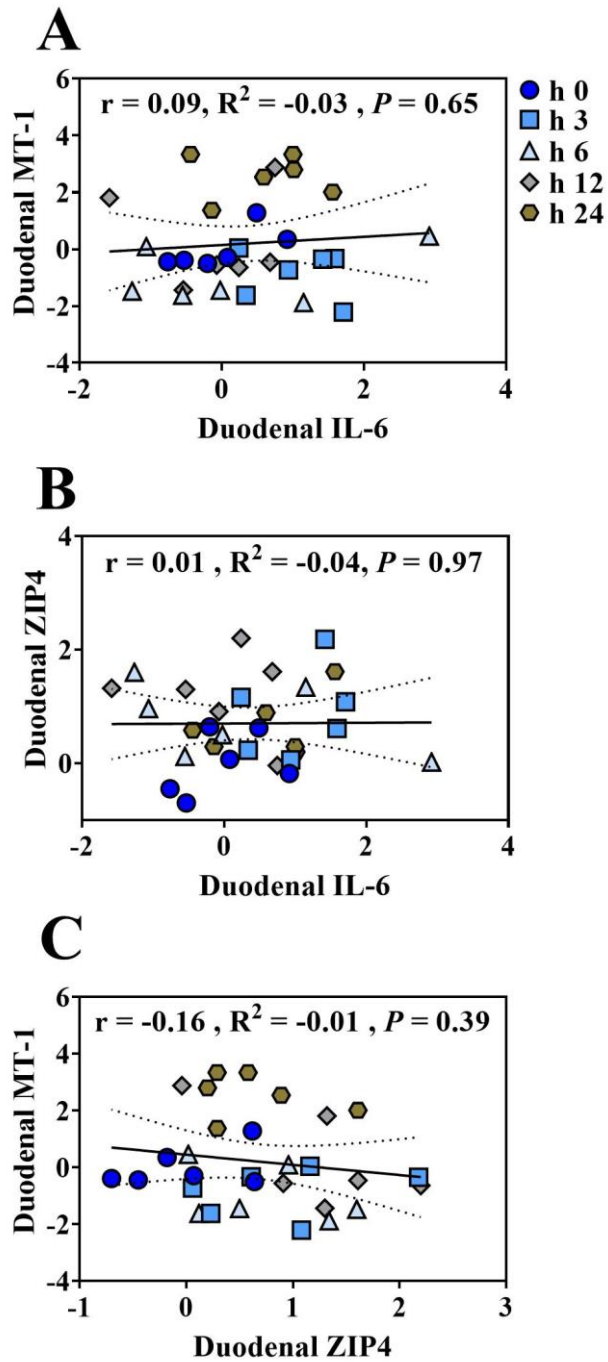 A
r = 0.09, R² = -0.03 , P = 0.65
h 0
h 3
h 6
h 12
h 24
6
4
2
0
-2
-4
Duodenal MT-1
-2 0 2 4
Duodenal IL-6
B
r = 0.01 , R² = -0.04, P = 0.97
4
2
0
Duodenal ZIP4
-2 0 2 4
Duodenal IL-6
C
r = -0.16 , R² = -0.01 , P = 0.39
6
4
2
0
-2
-4
Duodenal MT-1
-1 0 1 2 3
Duodenal ZIP4